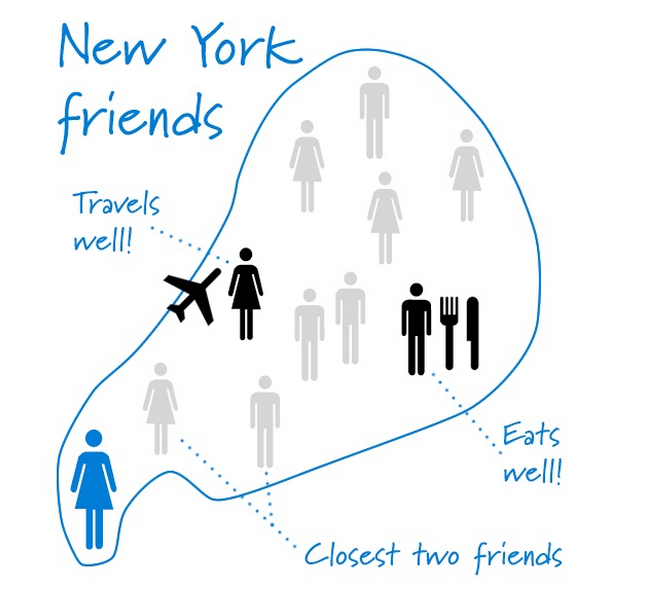 New York
friends
Travels
well!
Eats
well!
Closest two friends